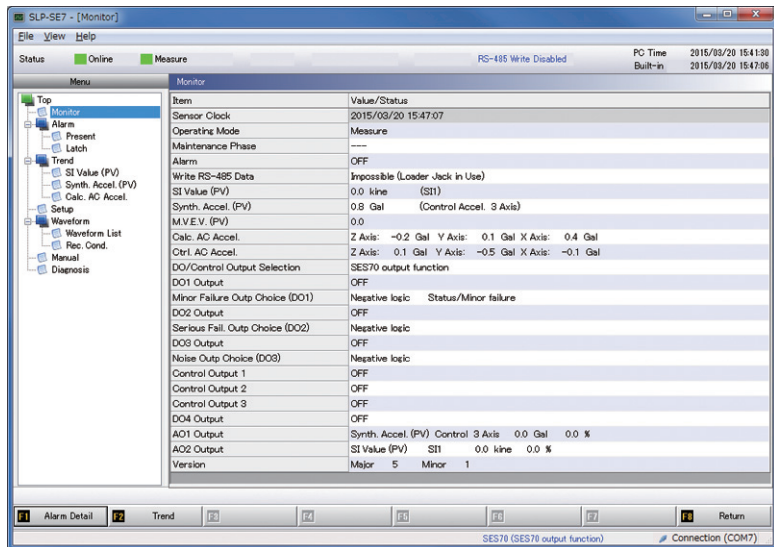 SLP-SE7 - [Monitor]
File View Help
Status Online Measure RS-485 Write Disabled PC Time 2015/03/20 15:41:30
Built-in 2015/03/20 15:47:06
Menu Monitor
Top
Monitor
Alarm
Present
Latch
Trend
SI Value (PV)
Synth. Accel. (PV)
Calc. AC Accel.
Setup
Waveform
Waveform List
Rec. Cond.
Manual
Diagnosis
Item Value/Status
Sensor Clock 2015/03/20 15:47:07
Operating Mode Measure
Maintenance Phase ----
Alarm OFF
Write RS-485 Data Impossible (Loader Jack in Use)
SI Value (PV) 0.0 kine (SI1)
Synth. Accel. (PV) 0.8 Gal (Control Accel. 3 Axis)
M.V.E.V. (PV) 0.0
Calc. AC Accel. Z Axis: -0.2 Gal Y Axis: 0.1 Gal X Axis: 0.4 Gal
Ctrl. AC Accel. Z Axis: 0.1 Gal Y Axis: -0.5 Gal X Axis: -0.1 Gal
DO/Control Output Selection SES70 output function
DO1 Output OFF
Minor Failure Outp Choice (DO1) Negative logic Status/Minor failure
DO2 Output OFF
Serious Fail. Outp Choice (DO2) Negative logic
DO3 Output OFF
Noise Outp Choice (DO3) Negative logic
Control Output 1 OFF
Control Output 2 OFF
Control Output 3 OFF
DO4 Output OFF
AO1 Output Synth. Accel. (PV) Control 3 Axis 0.0 Gal 0.0 %
AO2 Output SI Value (PV) SI1 0.0 kine 0.0 %
Version Major 5 Minor 1
F1 Alarm Detail F2 Trend F3 F4 F5 F6 F7 F8 Return
SES70 (SES70 output function) Connection (COM7)